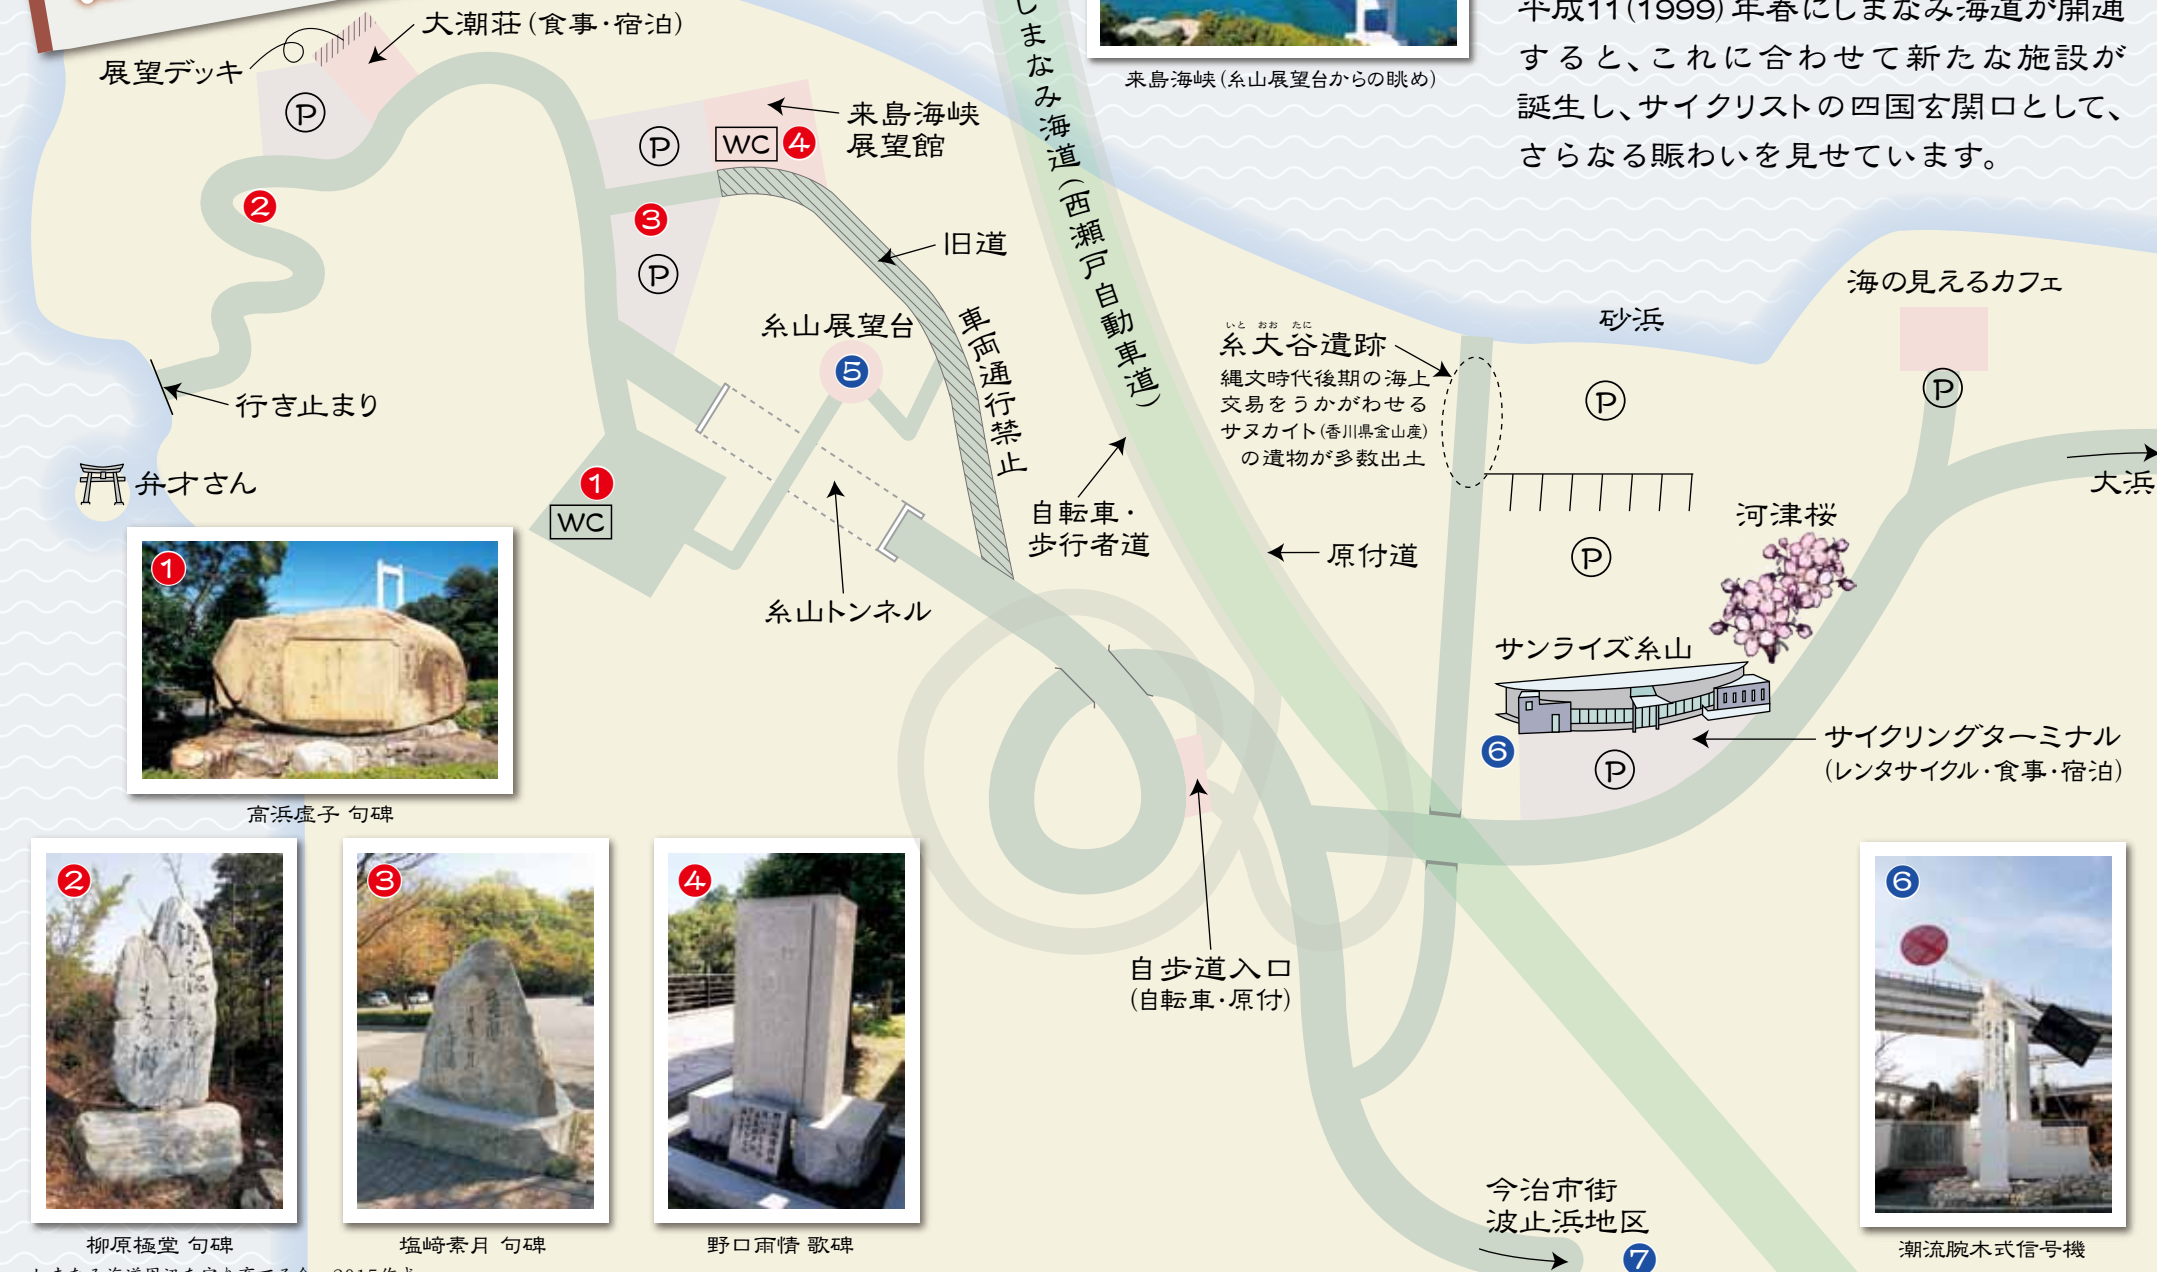 平成11(1999)年春にしまなみ海道が開通
すると、これに合わせて新たな施設が
誕生し、サイクリストの四国玄関口として、
さらなる賑わいを見せています。
来島海峡(糸山展望台からの眺め)
しまなみ海道(西瀬戸自動車道)
大潮荘(食事・宿泊)
展望デッキ
P
P
WC 4
来島海峡
展望館
2
3
P
旧道
車両通行禁止
糸山展望台
5
行き止まり
弁才さん
1
WC
糸山トンネル
自転車・
歩行者道
原付道
いと おお たに
糸大谷遺跡
縄文時代後期の海上
交易をうかがわせる
サヌカイト(香川県金山産)
の遺物が多数出土
砂浜
P
P
海の見えるカフェ
P
大浜
河津桜
サンライズ糸山
6
P
サイクリングターミナル
(レンタサイクル・食事・宿泊)
自歩道入口
(自転車・原付)
今治市街
波止浜地区
7
1
高浜虚子 句碑
2
柳原極堂 句碑
3
塩﨑素月 句碑
4
野口雨情 歌碑
6
潮流腕木式信号機